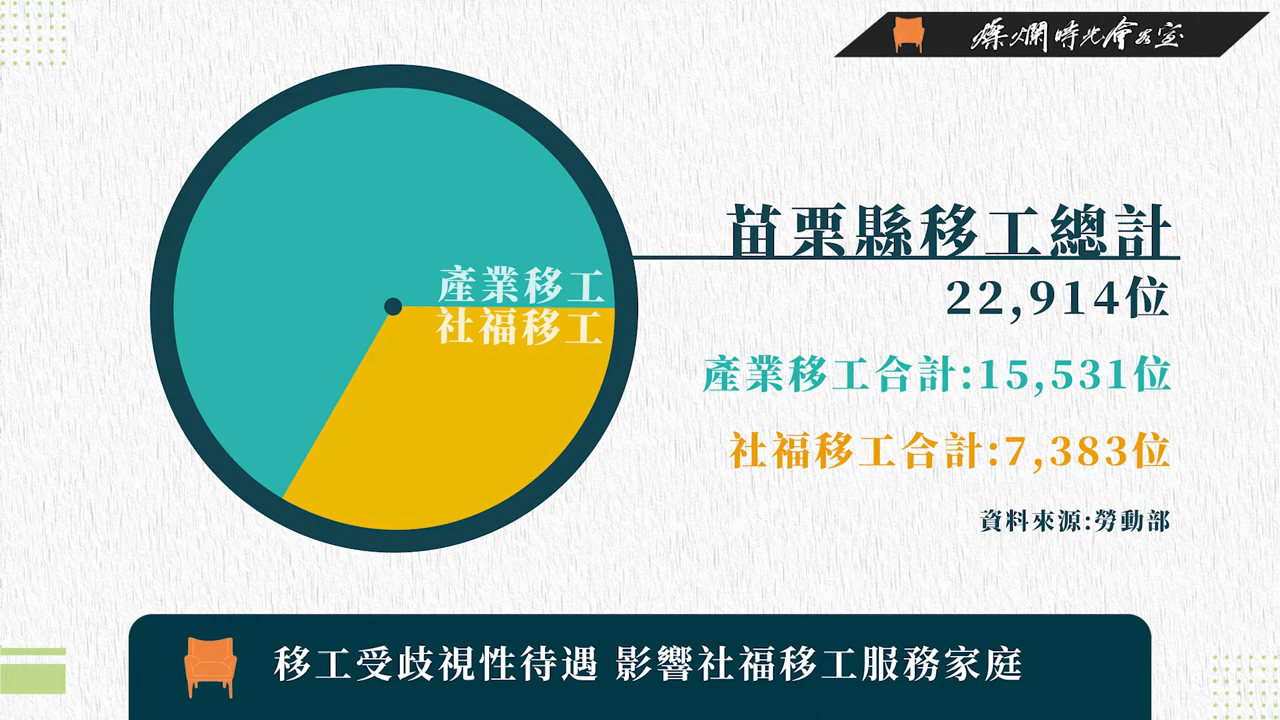 燦爛時光會客室
苗栗縣移工總計
22,914位
產業移工
社福移工
產業移工合計:15,531位
社福移工合計:7,383位
資料來源:勞動部
移工受歧視性待遇 影響社福移工服務家庭